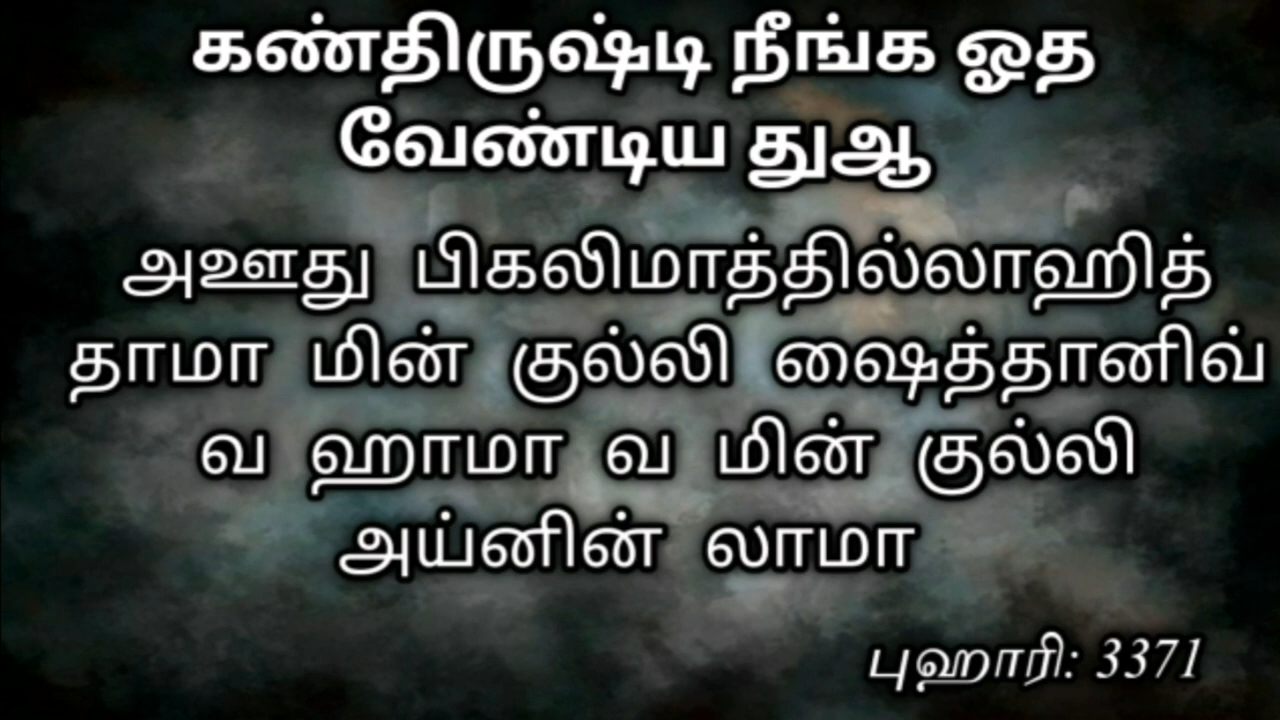 கண்திருஷ்டி நீங்க ஓத
வேண்டிய துஆ
அஊது பிகலிமாத்தில்லாஹித்
தாமா மின் குல்லி ஷைத்தானிவ்
வ ஹாமா வ மின் குல்லி
அய்னின் லாமா
புஹாரி: 3371